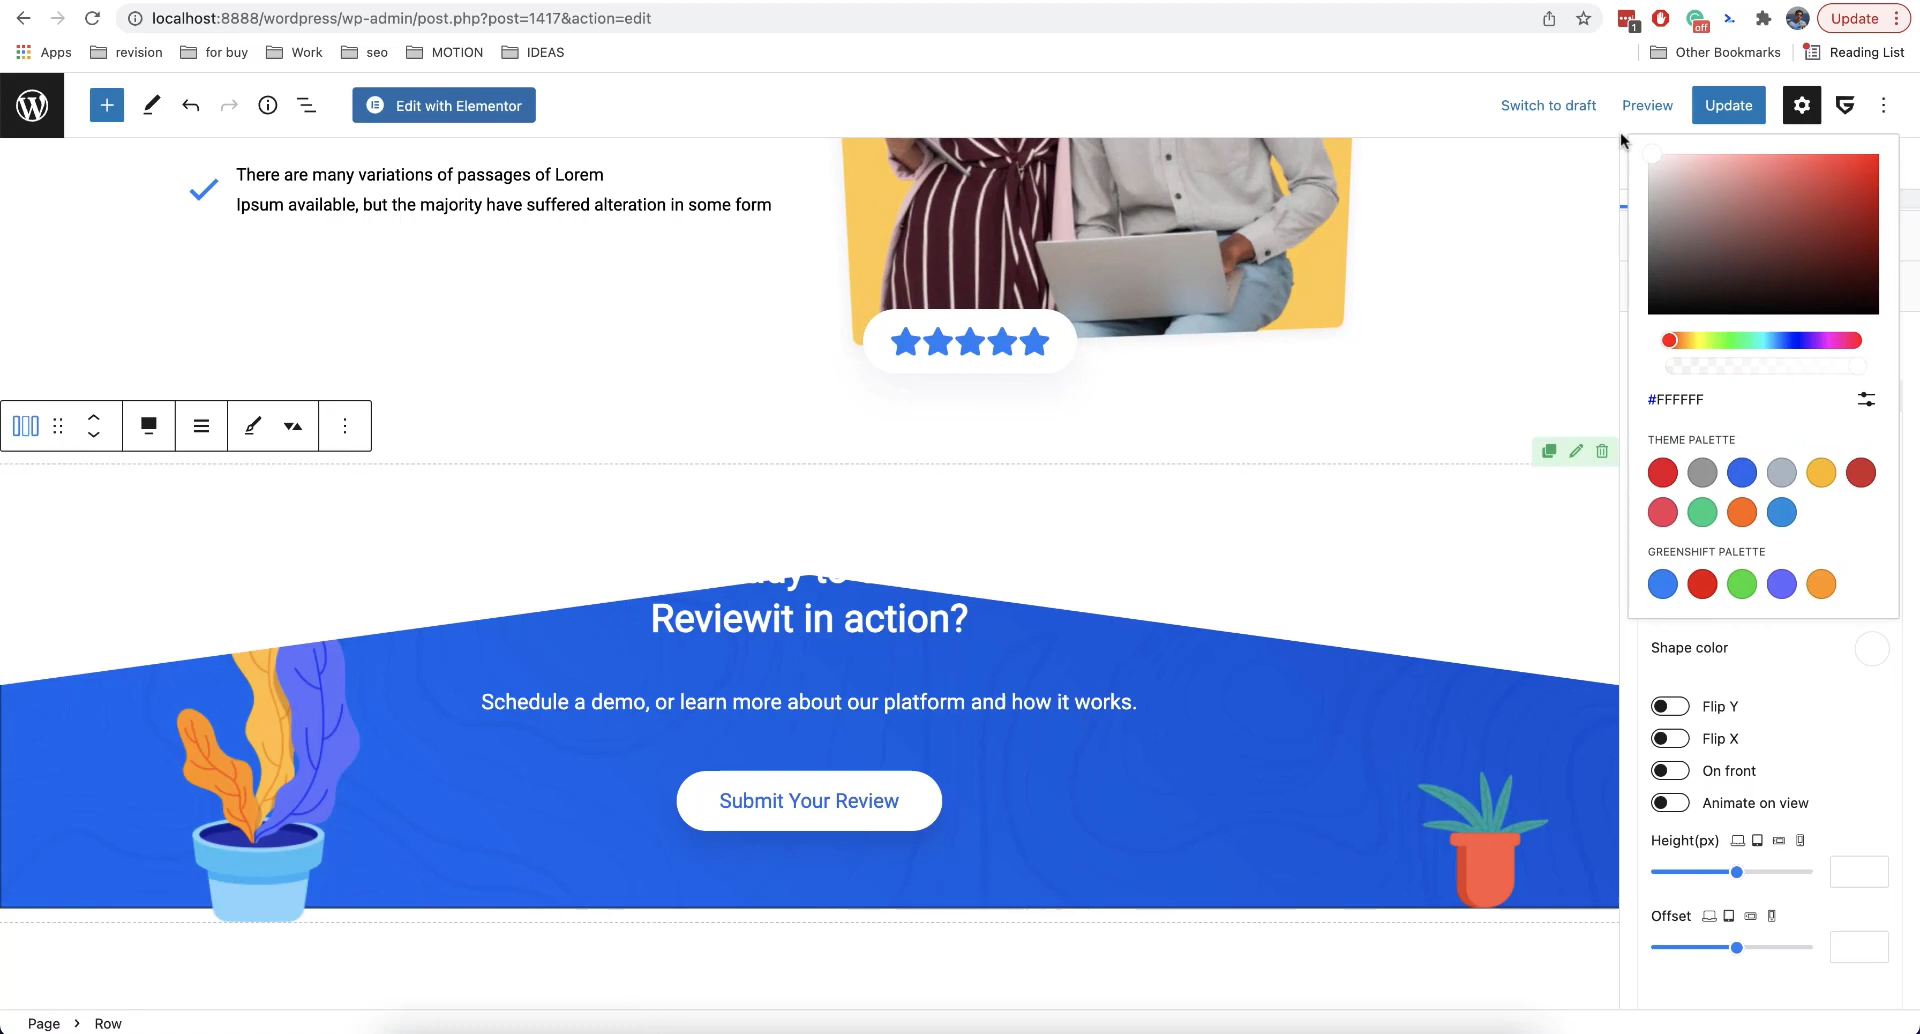 localhost:8888/wordpress/wp-admin/post.php?post=1417&action=edit
1
off
Update
Apps
revision
for buy
Work
seo
MOTION
IDEAS
Other Bookmarks
Reading List
Edit with Elementor
Switch to draft
Preview
Update
There are many variations of passages of Lorem
Ipsum available, but the majority have suffered alteration in some form
#FFFFFF
THEME PALETTE
GREENSHIFT PALETTE
Reviewit in action?
Schedule a demo, or learn more about our platform and how it works.
Submit Your Review
Shape color
Flip Y
Flip X
On front
Animate on view
Height(px)
Offset
Page > Row